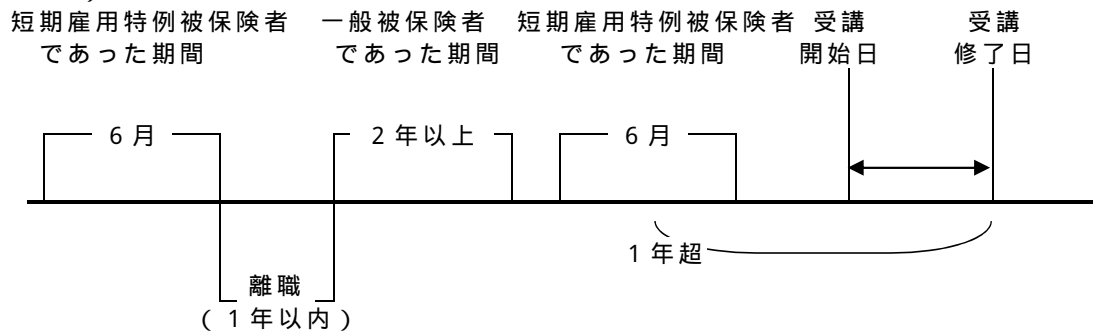 短期雇用特例被保険者 一般被保険者 短期雇用特例被保険者 受講 受講
であった期間 であった期間 であった期間 開始日 修了日
6月 2年以上 6月
1年超
離職
(1年以内)